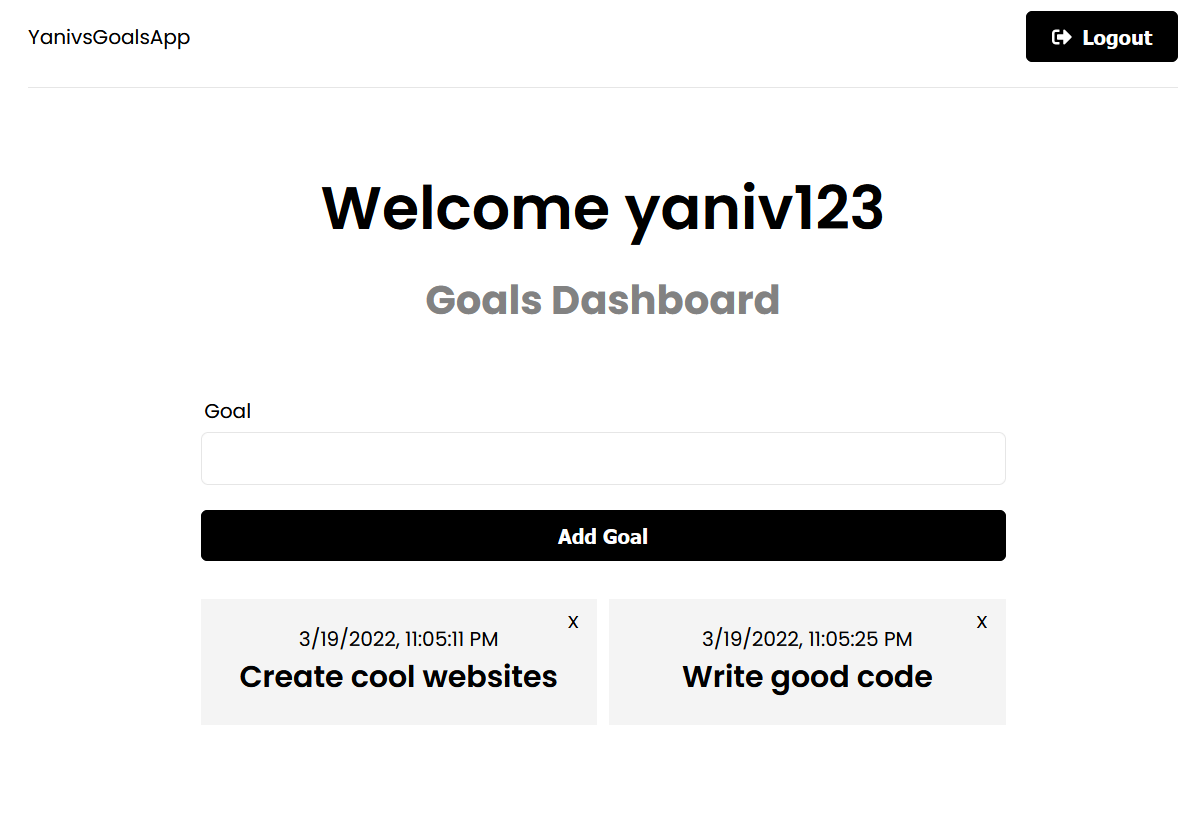 YanivsGoalsApp
Logout
Welcome yaniv123
Goals Dashboard
Goal
Add Goal
X
3/19/2022, 11:05:11 PM
Create cool websites
X
3/19/2022, 11:05:25 PM
Write good code